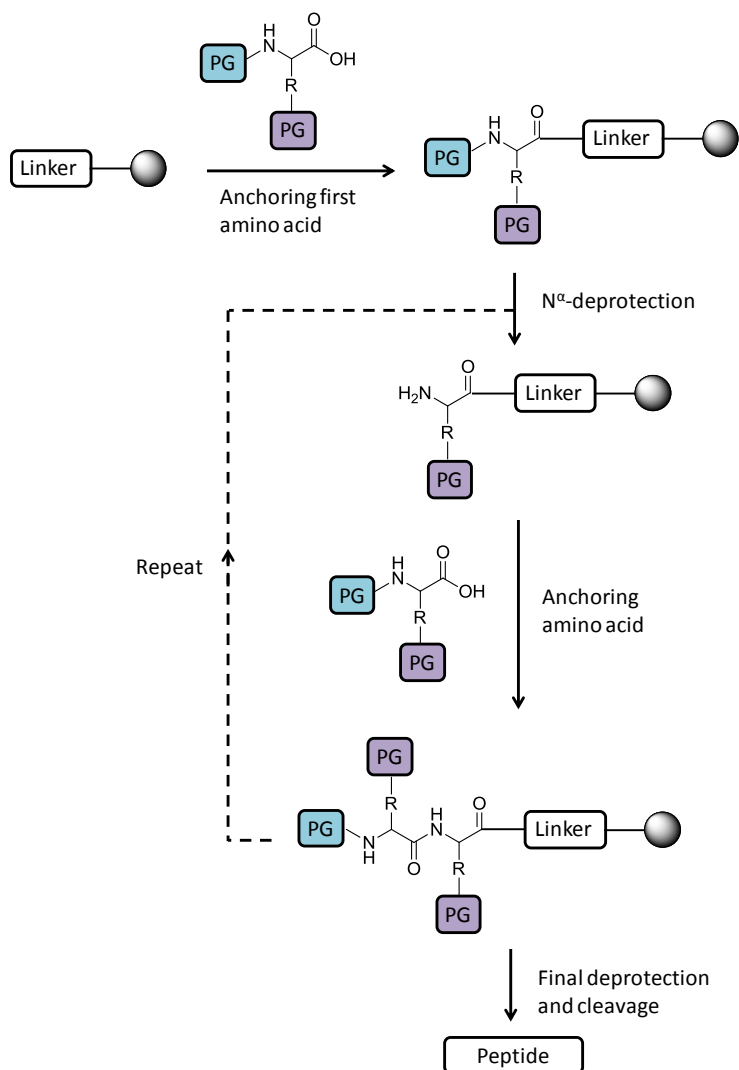 H
O
PG
N
OH
R
PG
Linker
Anchoring first
amino acid
H
O
PG
N
Linker
R
PG
Nα-deprotection
O
H2N
Linker
R
PG
Repeat
H
O
PG
N
OH
R
PG
Anchoring
amino acid
PG
R
H
N
O
PG
N
H
O
Linker
R
PG
Final deprotection
and cleavage
Peptide